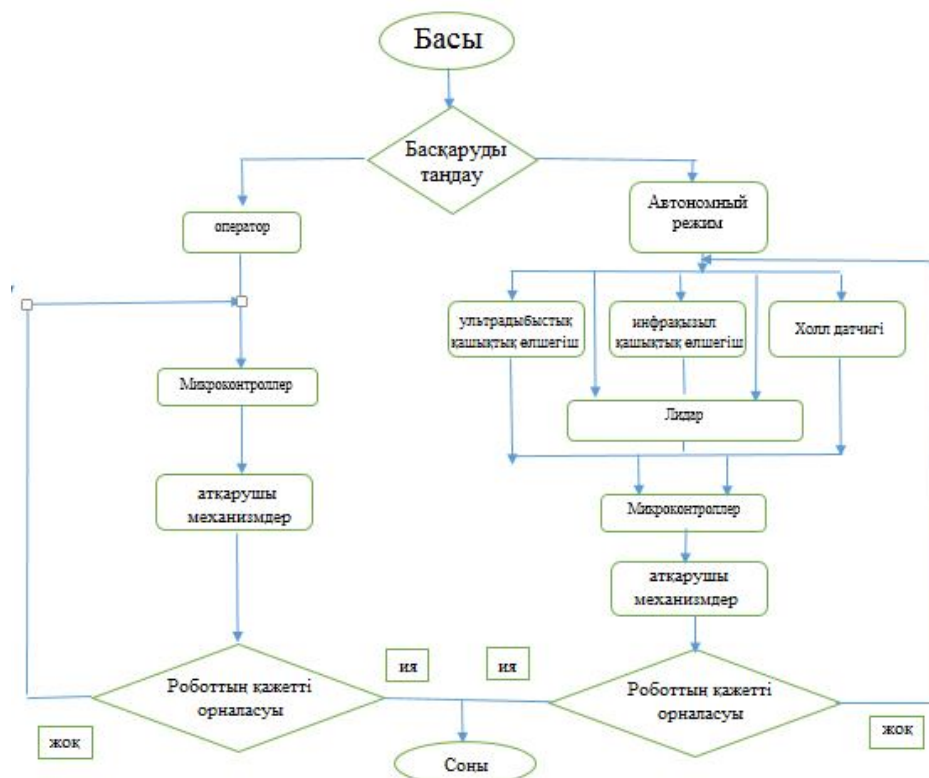 Басы
Басқаруды
таңдау
оператор
Автономный
режим
ультрадыбыстық
қашықтық өлшегіш
инфрақызыл
қашықтық өлшегіш
Холл датчигі
Микроконтроллер
Лидар
атқарушы
механизмдер
Микроконтроллер
атқарушы
механизмдер
ия
ия
Роботтың қажетті
орналасуы
Роботтың қажетті
орналасуы
жоқ
жоқ
Соңы